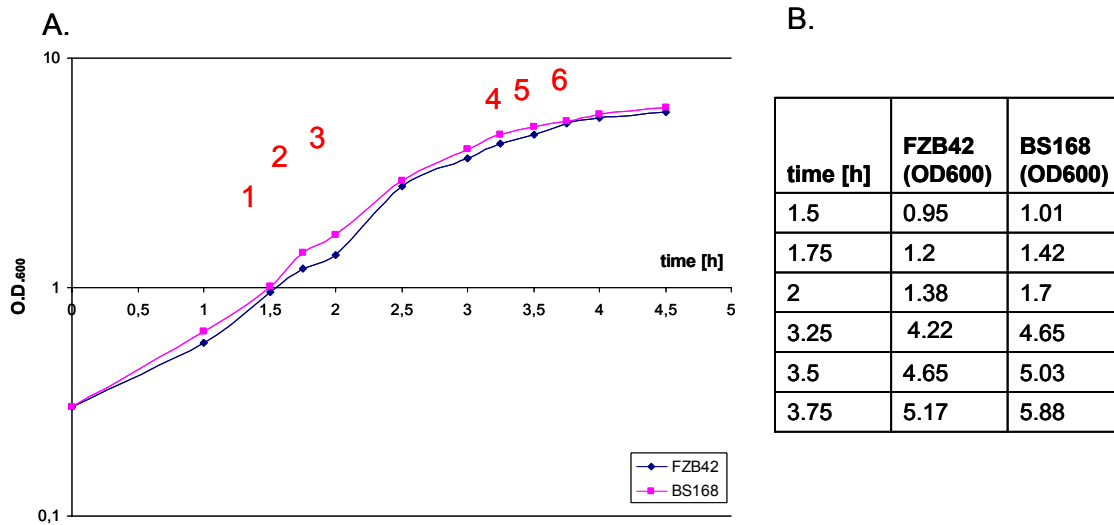 A.
10
1
2
3
4
5
6
O.D.600
time [h]
1
0 0,5 1 1,5 2 2,5 3 3,5 4 4,5 5
FZB42
BS168
0,1
B.
time [h] FZB42 (OD600) BS168 (OD600)
1.5 0.95 1.01
1.75 1.2 1.42
2 1.38 1.7
3.25 4.22 4.65
3.5 4.65 5.03
3.75 5.17 5.88